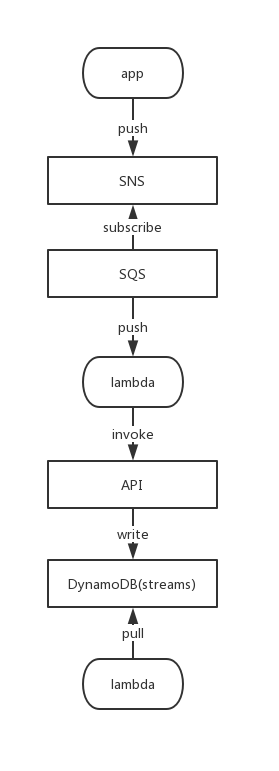 app
push
SNS
subscribe
SQS
push
lambda
invoke
API
write
DynamoDB(streams)
pull
lambda